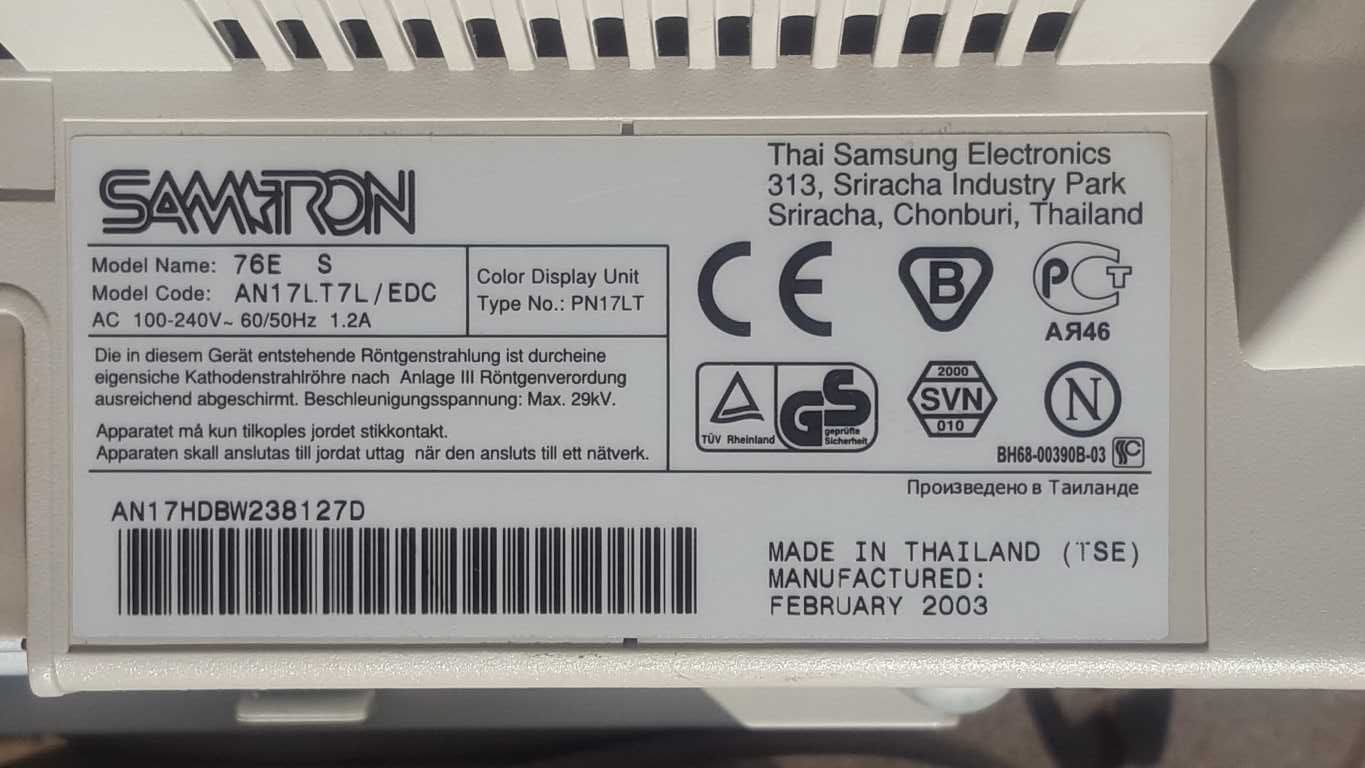 SAMTRON
Thai Samsung Electronics
313, Sriracha Industry Park
Sriracha, Chonburi, Thailand
Model Name: 76E S
Model Code: AN17LT7L/EDC
AC 100-240V~ 60/50Hz 1.2A
Color Display Unit
Type No.: PN17LT
CE
B
РСТ
АЯ46
Die in diesem Gerät entstehende Röntgenstrahlung ist durcheine
eigensiche Kathodenstrahlröhre nach Anlage III Röntgenverordung
ausreichend abgeschirmt. Beschleunigungsspannung: Max. 29kV.
Apparatet må kun tilkoples jordet stikkontakt.
Apparaten skall anslutas till jordat uttag när den ansluts till ett nätverk.
TÜV Rheinland
GS
geprüfte
Sicherheit
2000
SVN
010
N
BH68-00390B-03
Произведено в Таиланде
AN17HDBW238127D
MADE IN THAILAND (TSE)
MANUFACTURED:
FEBRUARY 2003